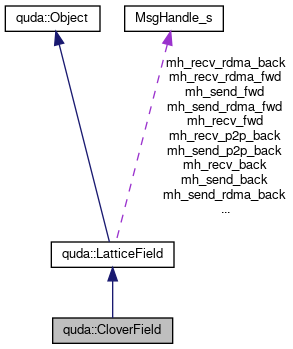 quda::Object
MsgHandle_s
mh_recv_rdma_back
mh_recv_rdma_fwd
mh_send_fwd
mh_send_rdma_fwd
mh_recv_fwd
mh_recv_p2p_back
mh_send_p2p_back
mh_recv_back
mh_send_back
mh_send_rdma_back
...
quda::LatticeField
quda::CloverField